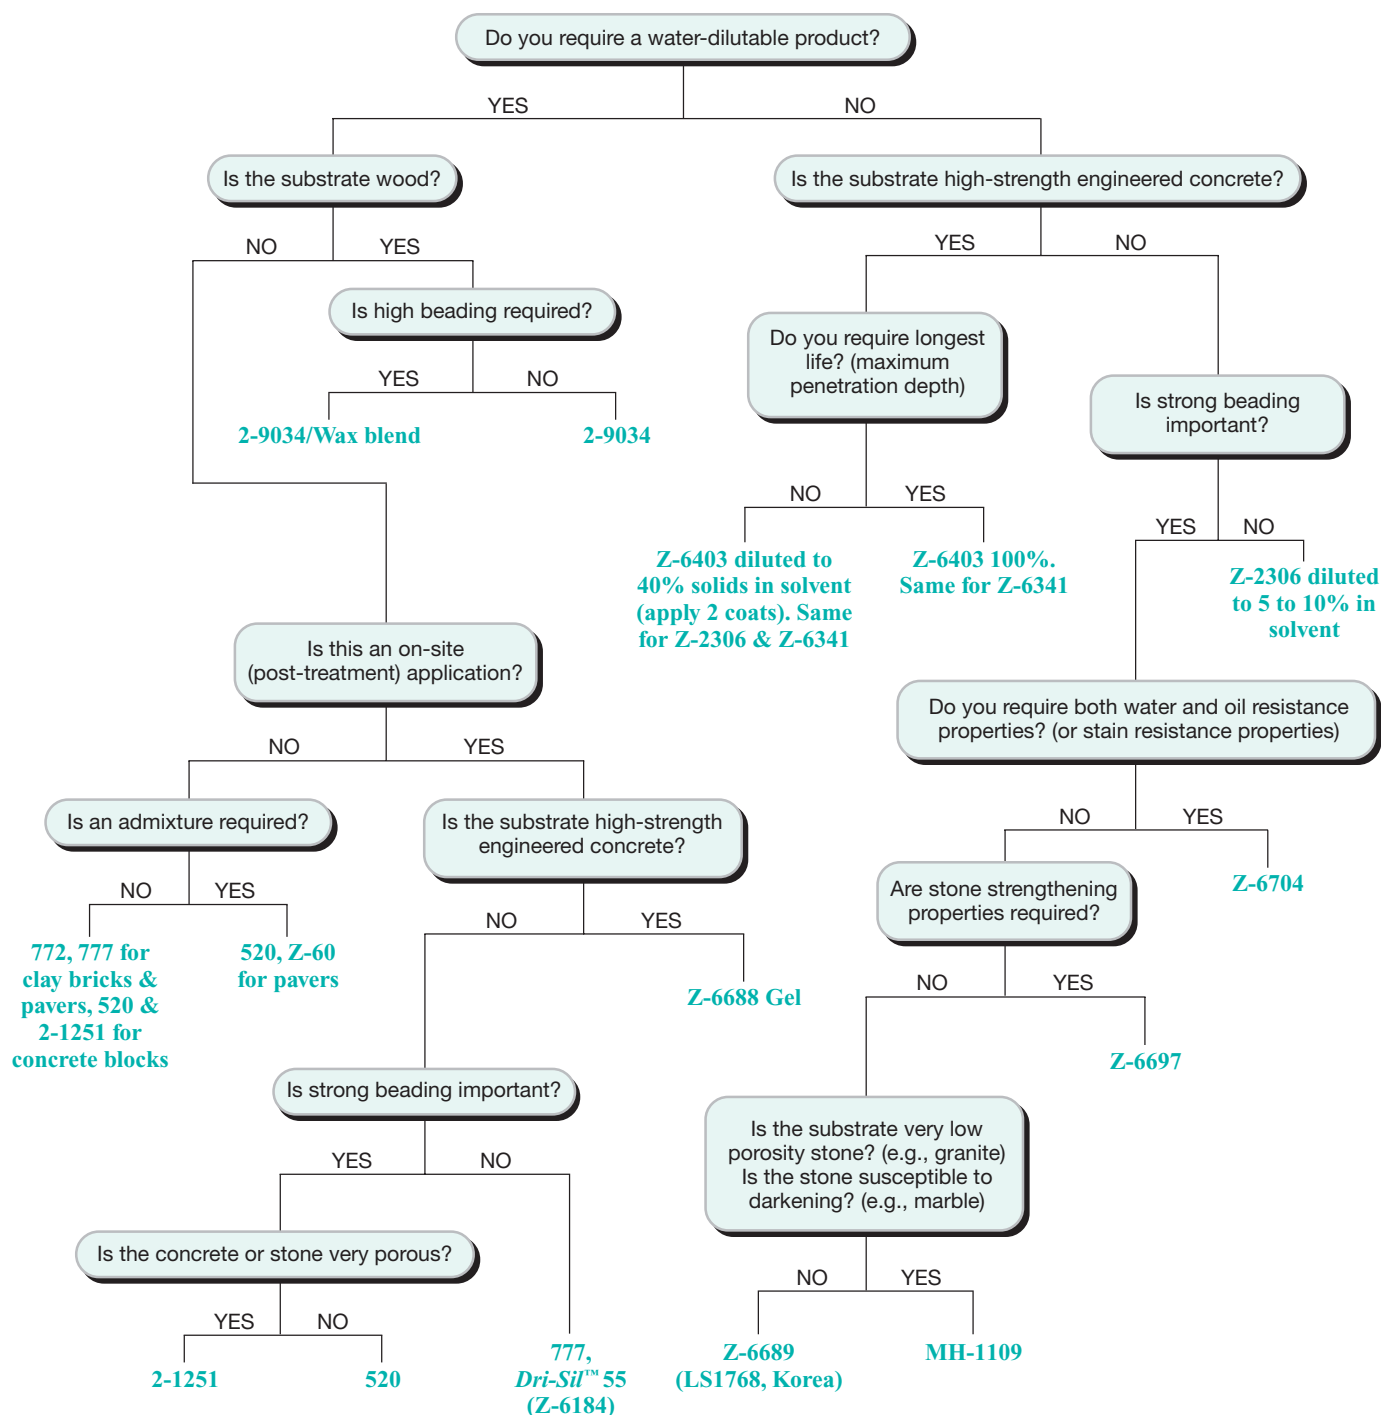 Do you require a water-dilutable product?
YES
NO
Is the substrate wood?
Is the substrate high-strength engineered concrete?
NO
YES
YES
NO
Is high beading required?
Do you require longest
life? (maximum
penetration depth)
YES
NO
Is strong beading
important?
2-9034/Wax blend
2-9034
NO
YES
YES
NO
Z-6403 diluted to
40% solids in solvent
(apply 2 coats). Same
for Z-2306 & Z-6341
Z-6403 100%.
Same for Z-6341
Z-2306 diluted
to 5 to 10% in
solvent
Is this an on-site
(post-treatment) application?
Do you require both water and oil resistance
properties? (or stain resistance properties)
NO
YES
NO
YES
Is an admixture required?
Is the substrate high-strength
engineered concrete?
Are stone strengthening
properties required?
Z-6704
NO
YES
NO
YES
772, 777 for
clay bricks &
pavers, 520 &
2-1251 for
concrete blocks
520, Z-60
for pavers
Z-6688 Gel
NO
YES
Z-6697
Is strong beading important?
Is the substrate very low
porosity stone? (e.g., granite)
Is the stone susceptible to
darkening? (e.g., marble)
YES
NO
Is the concrete or stone very porous?
NO
YES
YES
NO
2-1251
520
777,
Dri-Sil™ 55
(Z-6184)
Z-6689
(LS1768, Korea)
MH-1109